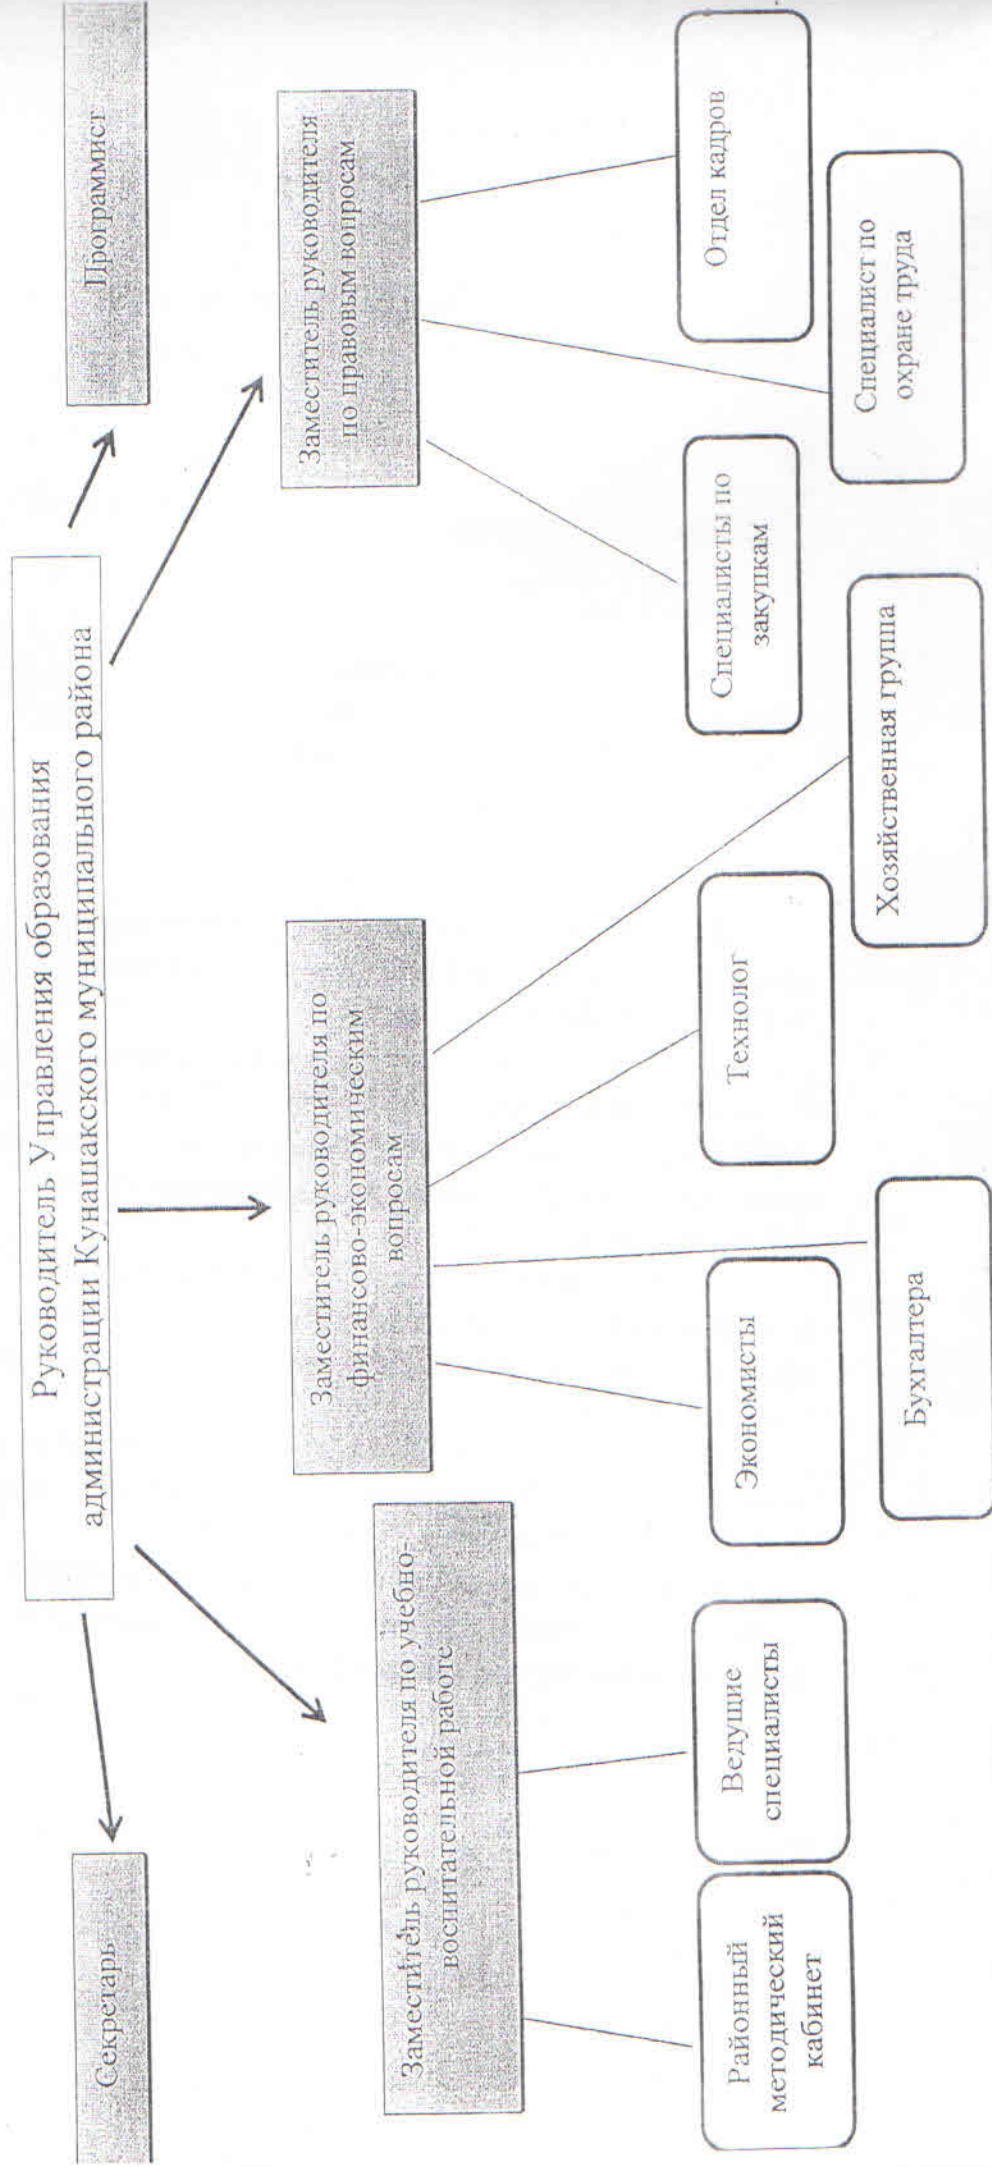 Руководитель Управления образования
администрации Кунашакского муниципального района
Секретарь
Программист
Заместитель руководителя по учебно-
воспитательной работе
Заместитель руководителя по
финансово-экономическим
вопросам
Заместитель руководителя
по правовым вопросам
Районный
методический
кабинет
Ведущие
специалисты
Экономисты
Бухгалтера
Технолог
Хозяйственная группа
Специалисты по
закупкам
Специалист по
охране труда
Отдел кадров